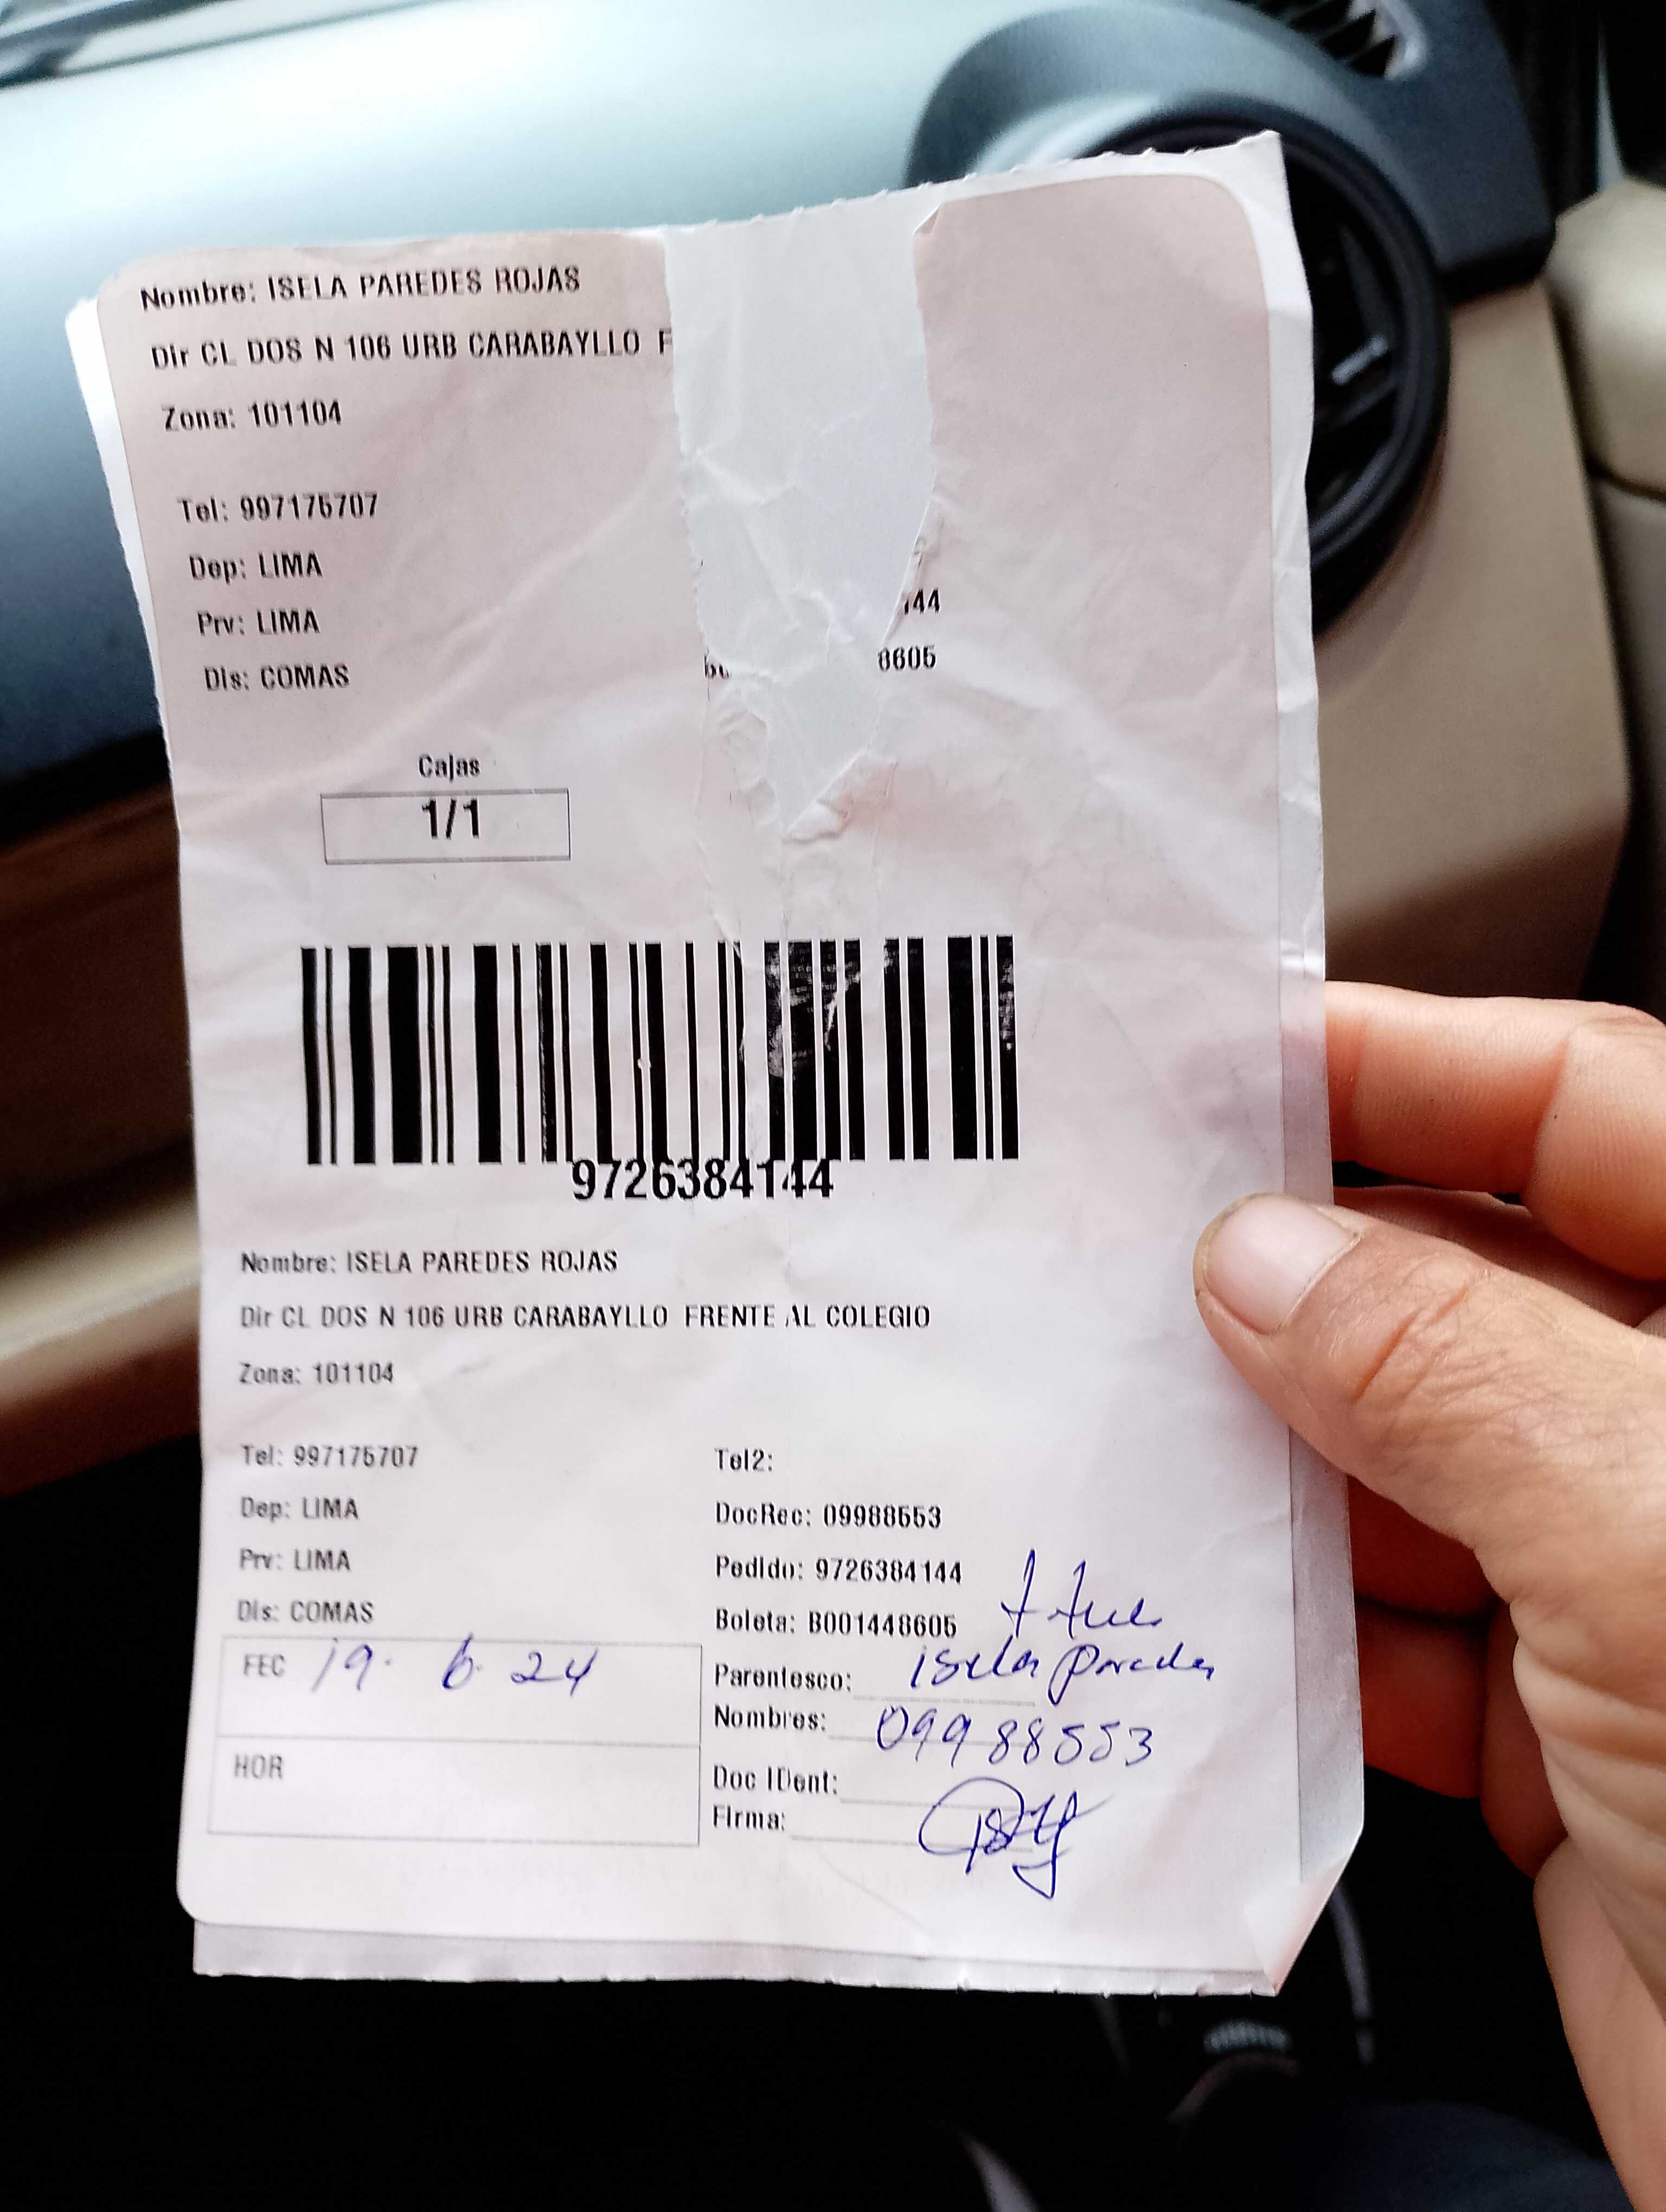 Nombre: ISELA PAREDES ROJAS
Dir CL DOS N 106 URB CARABAYLLO F
Zona: 101104
Tel: 997175707
Dep: LIMA
Prv: LIMA
144
Dis: COMAS
8605
Cajas
1/1
9726384144
Nombre: ISELA PAREDES ROJAS
Dir CL DOS N 106 URB CARABAYLLO FRENTE AL COLEGIO
Zona: 101104
Tel: 997175707
Tel2:
Dep: LIMA
DocRec: 09988553
Prv: LIMA
Pedido: 9726384144
Dis: COMAS
Boleta: B001448605
FEC 19. 6. 24
Parentesco: isela paredes
Nombres: 09988553
HOR
Doc IDent:
Firma: